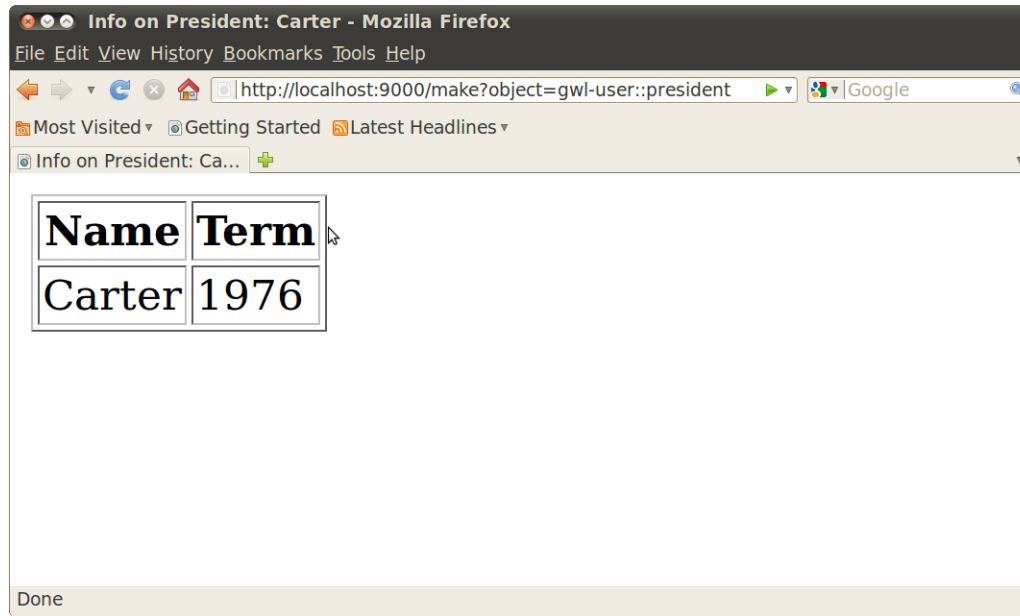 Info on President: Carter - Mozilla Firefox
File Edit View History Bookmarks Tools Help
http://localhost:9000/make?object=gwl-user::president Google
Most Visited Getting Started Latest Headlines
Info on President: Ca...
Name Term
Carter 1976
Done